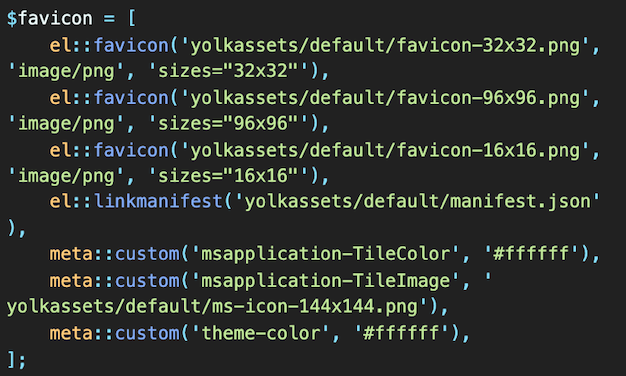 $favicon = [
    el::favicon('yolkassets/default/favicon-32x32.png',
'image/png', 'sizes="32x32"'),
    el::favicon('yolkassets/default/favicon-96x96.png',
'image/png', 'sizes="96x96"'),
    el::favicon('yolkassets/default/favicon-16x16.png',
'image/png', 'sizes="16x16"'),
    el::linkmanifest('yolkassets/default/manifest.json'
),
    meta::custom('msapplication-TileColor', '#ffffff'),
    meta::custom('msapplication-TileImage', '
yolkassets/default/ms-icon-144x144.png'),
    meta::custom('theme-color', '#ffffff'),
];